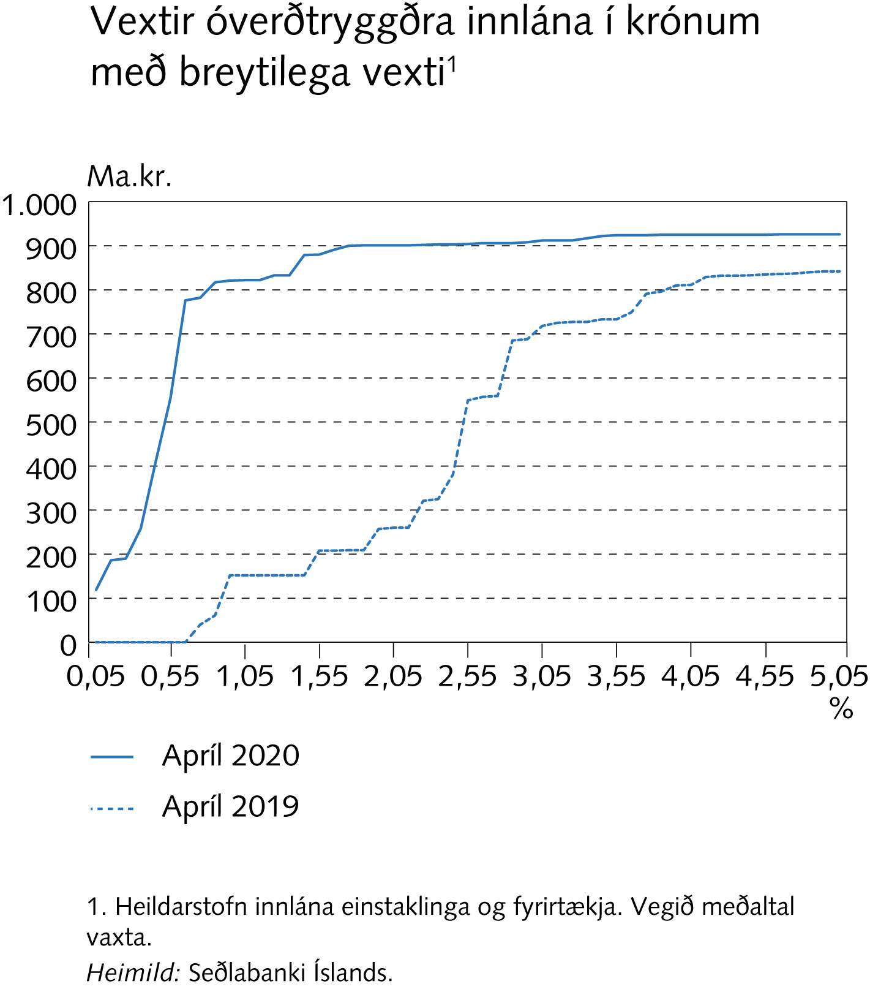 Vextir óverðtryggðra innlána í krónum
með breytilega vexti¹
Ma.kr.
1.000
900
800
700
600
500
400
300
200
100
0
0,05 0,55 1,05 1,55 2,05 2,55 3,05 3,55 4,05 4,55 5,05
%
Apríl 2020
Apríl 2019
1. Heildarstofn innlána einstaklinga og fyrirtækja. Vegið meðaltal
vaxta.
Heimild: Seðlabanki Íslands.